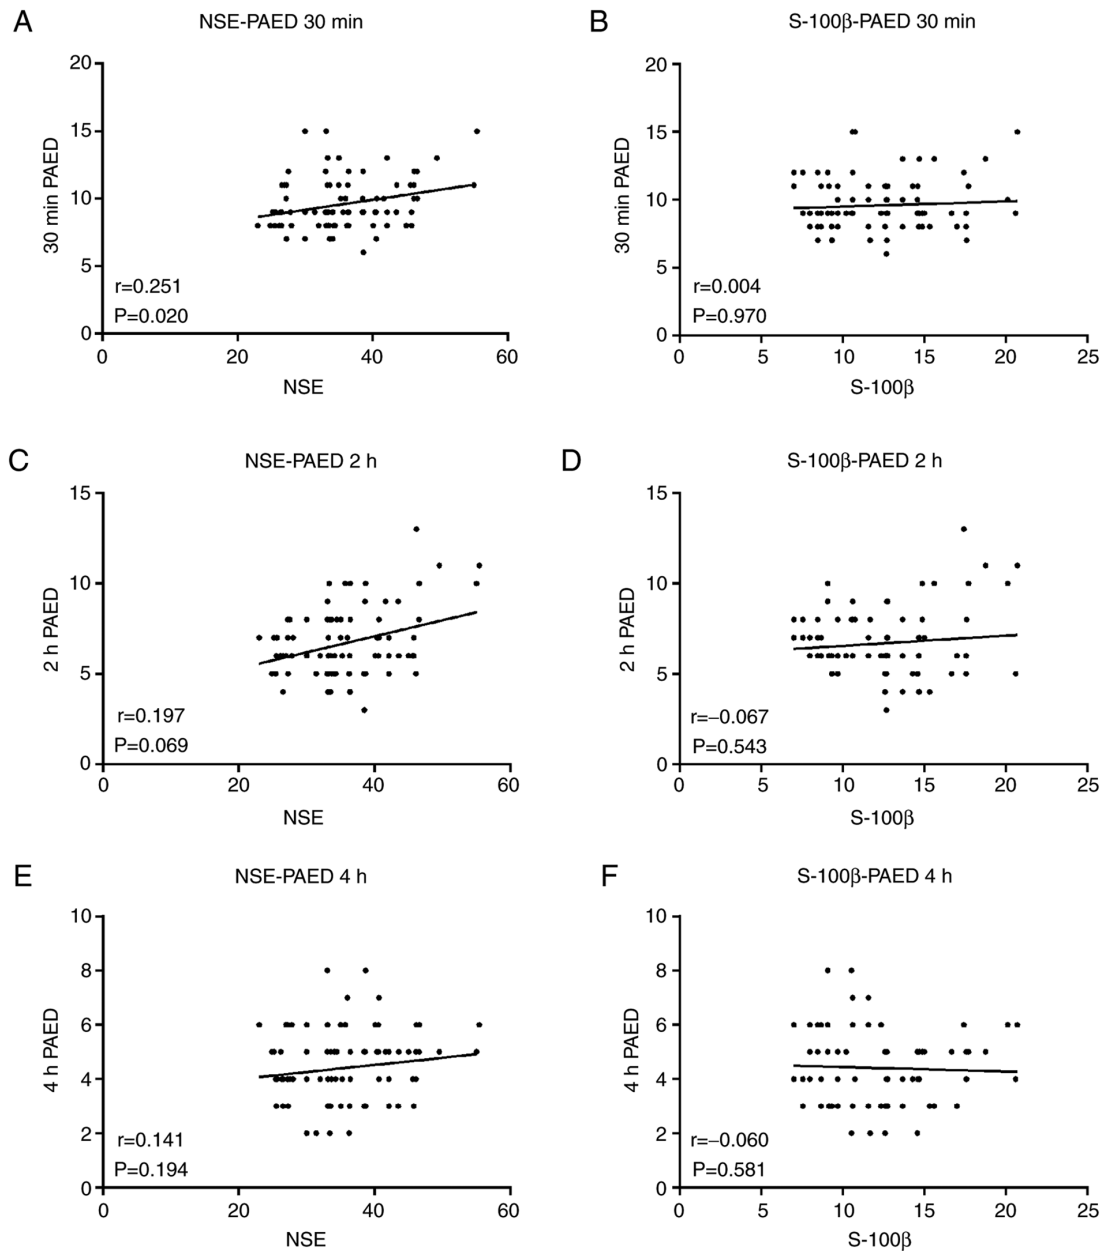 A
NSE-PAED 30 min
20
15
10
5
0
30 min PAED
r=0.251
P=0.020
0
20
40
60
NSE
B
S-100β-PAED 30 min
20
15
10
5
0
30 min PAED
r=0.004
P=0.970
0
5
10
15
20
25
S-100β
C
NSE-PAED 2 h
15
10
5
0
2 h PAED
r=0.197
P=0.069
0
20
40
60
NSE
D
S-100β-PAED 2 h
15
10
5
0
2 h PAED
r=−0.067
P=0.543
0
5
10
15
20
25
S-100β
E
NSE-PAED 4 h
10
8
6
4
2
0
4 h PAED
r=0.141
P=0.194
0
20
40
60
NSE
F
S-100β-PAED 4 h
10
8
6
4
2
0
4 h PAED
r=−0.060
P=0.581
0
5
10
15
20
25
S-100β